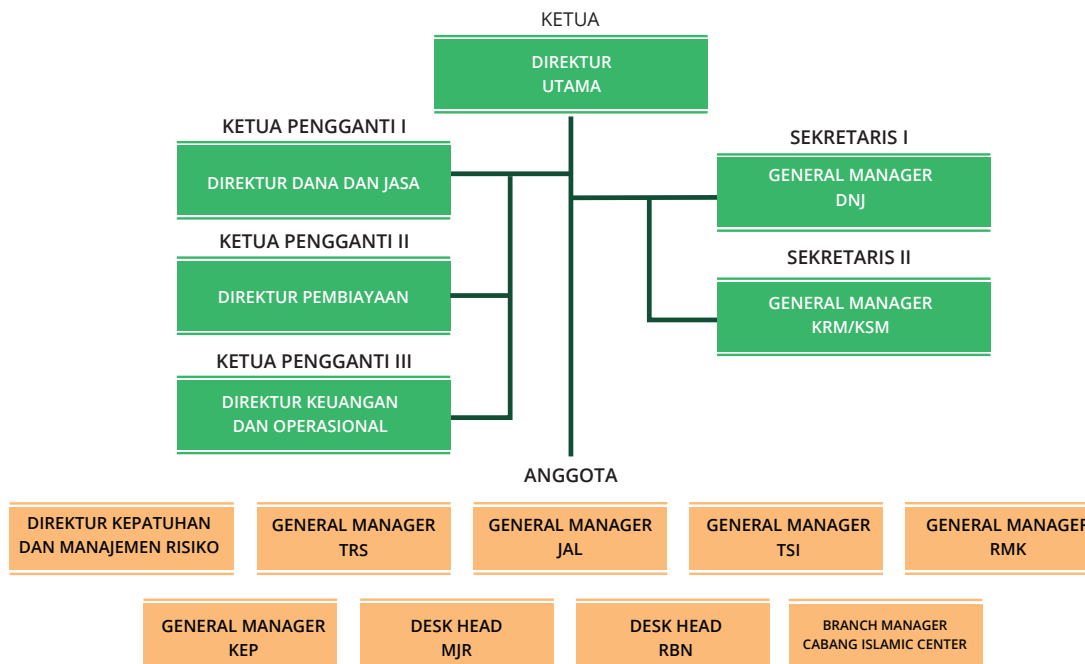 KETUA
DIREKTUR
UTAMA
KETUA PENGGANTI I
DIREKTUR DANA DAN JASA
KETUA PENGGANTI II
DIREKTUR PEMBIAYAAN
KETUA PENGGANTI III
DIREKTUR KEUANGAN
DAN OPERASIONAL
SEKRETARIS I
GENERAL MANAGER
DNJ
SEKRETARIS II
GENERAL MANAGER
KRM/KSM
ANGGOTA
DIREKTUR KEPATUHAN
DAN MANAJEMEN RISIKO
GENERAL MANAGER
TRS
GENERAL MANAGER
JAL
GENERAL MANAGER
TSI
GENERAL MANAGER
RMK
GENERAL MANAGER
KEP
DESK HEAD
MJR
DESK HEAD
RBN
BRANCH MANAGER
CABANG ISLAMIC CENTER